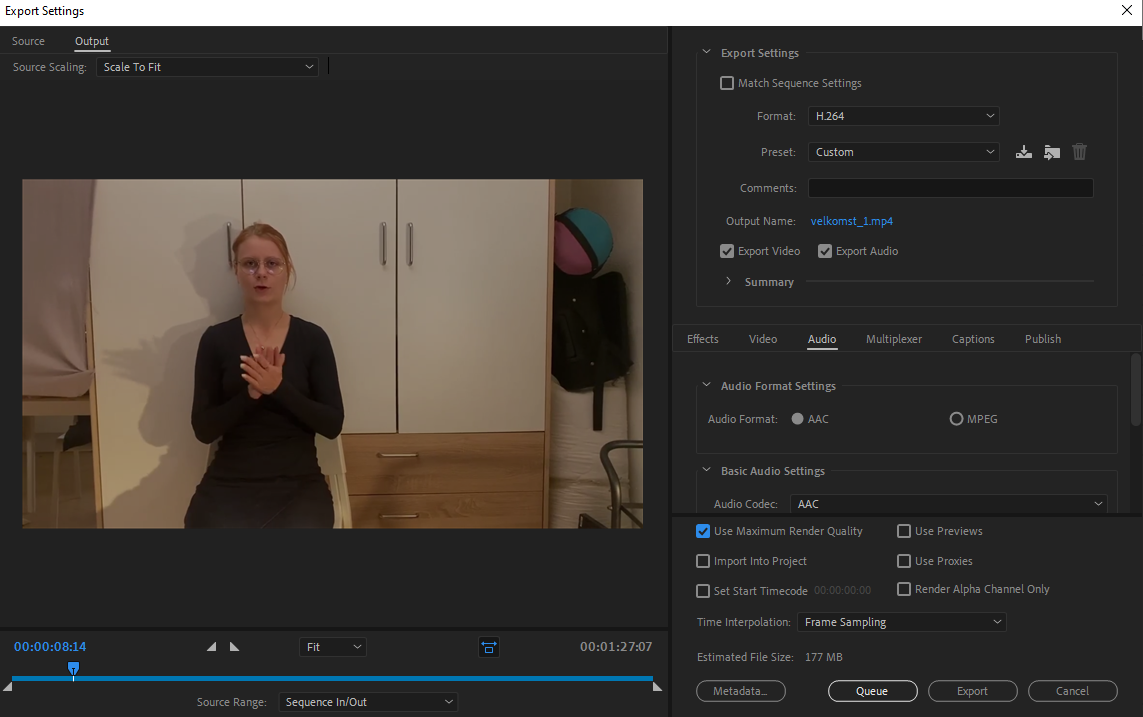 Export Settings
Source Output
Source Scaling: Scale To Fit
00:00:08:14 Fit 00:01:27:07
Source Range: Sequence In/Out
Export Settings
Match Sequence Settings
Format: H.264
Preset: Custom
Comments:
Output Name: velkomst_1.mp4
Export Video Export Audio
Summary
Effects Video Audio Multiplexer Captions Publish
Audio Format Settings
Audio Format: AAC MPEG
Basic Audio Settings
Audio Codec: AAC
Use Maximum Render Quality Use Previews
Import Into Project Use Proxies
Set Start Timecode 00:00:00:00 Render Alpha Channel Only
Time Interpolation: Frame Sampling
Estimated File Size: 177 MB
Metadata... Queue Export Cancel